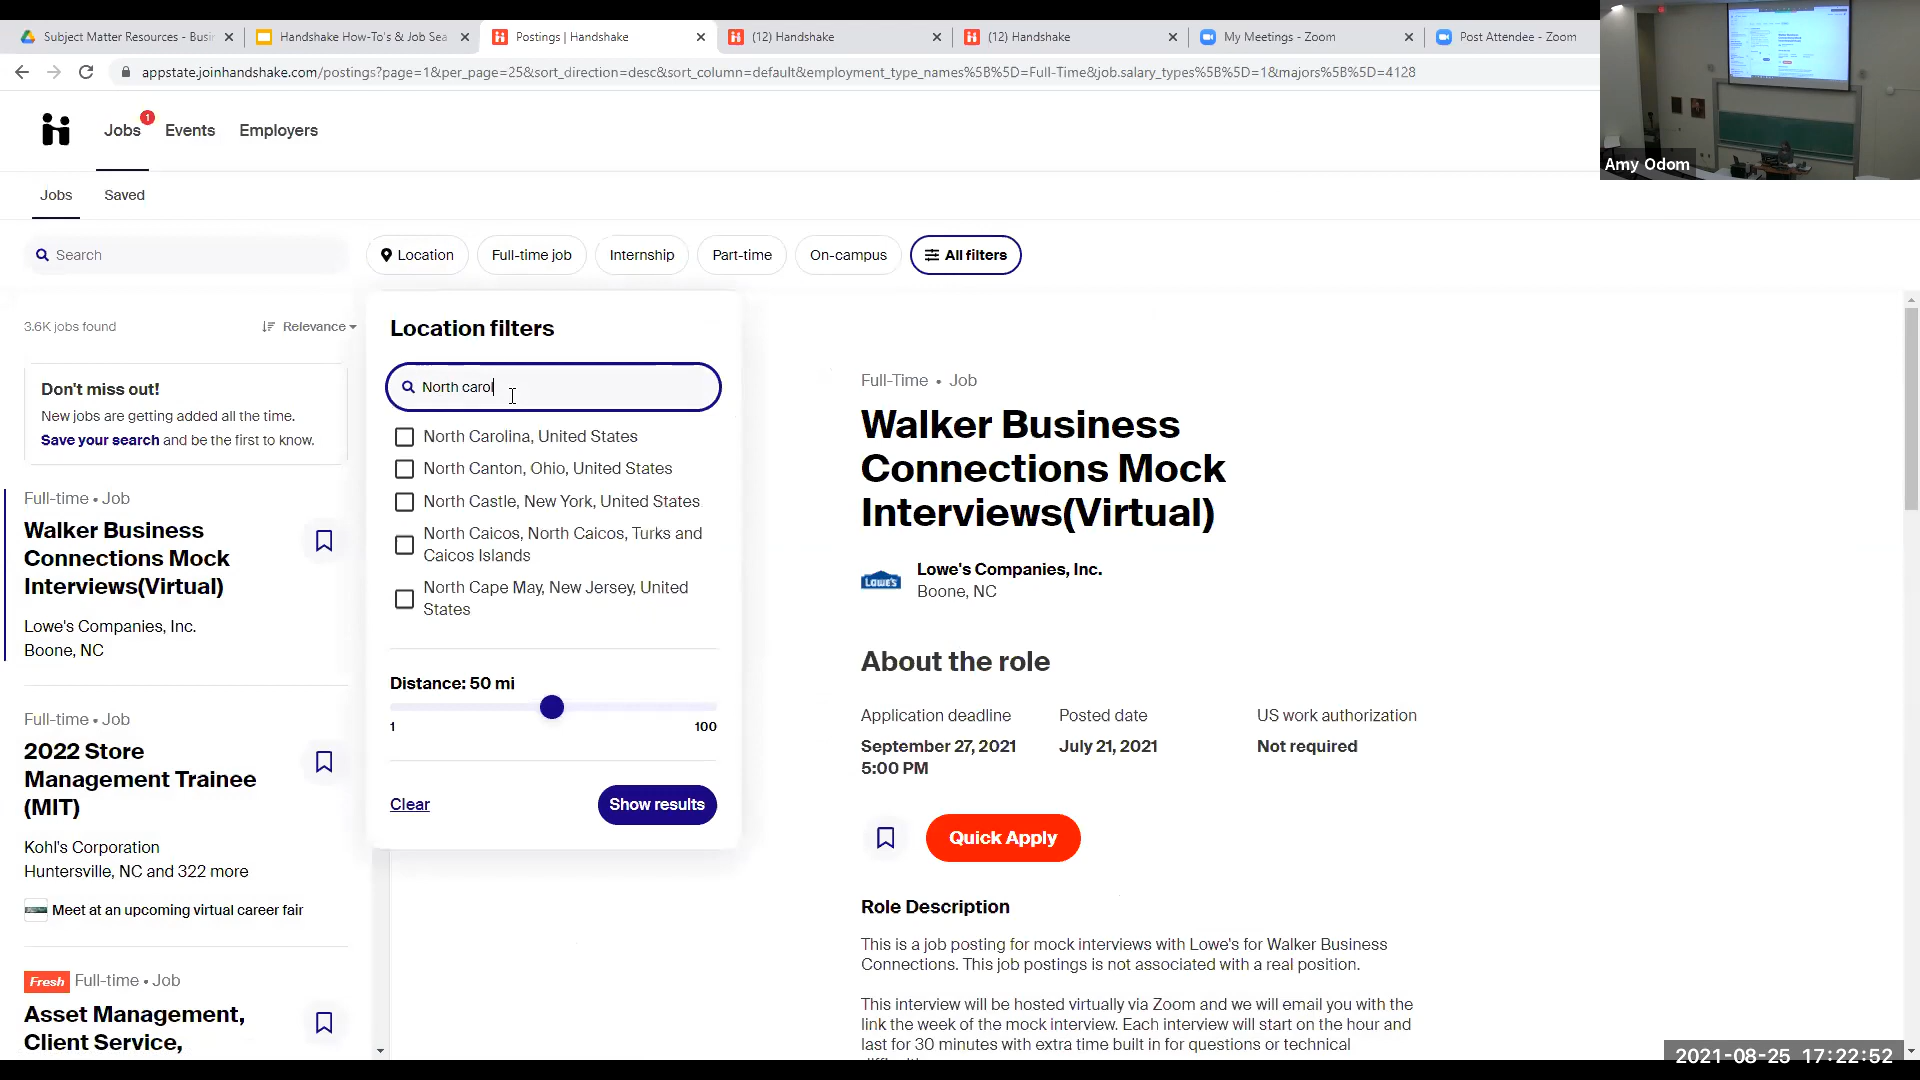 Subject Matter Resources - Busin
Handshake How-To's & Job Sea
Postings | Handshake
(12) Handshake
(12) Handshake
My Meetings - Zoom
Post Attendee - Zoom
appstate.joinhandshake.com/postings?page=1&per_page=25&sort_direction=desc&sort_column=default&employment_type_names%5B%5D=Full-Time&job.salary_types%5B%5D=1&majors%5B%5D=4128
Amy Odom
Jobs
1
Events
Employers
Jobs
Saved
Search
Location
Full-time job
Internship
Part-time
On-campus
All filters
3.6K jobs found
Relevance
Don't miss out!
New jobs are getting added all the time.
Save your search and be the first to know.
Full-time • Job
Walker Business
Connections Mock
Interviews(Virtual)
Lowe's Companies, Inc.
Boone, NC
Full-time • Job
2022 Store
Management Trainee
(MIT)
Kohl's Corporation
Huntersville, NC and 322 more
Meet at an upcoming virtual career fair
Fresh Full-time • Job
Asset Management,
Client Service,
Location filters
North carol
North Carolina, United States
North Canton, Ohio, United States
North Castle, New York, United States
North Caicos, North Caicos, Turks and
Caicos Islands
North Cape May, New Jersey, United
States
Distance: 50 mi
1
100
Clear
Show results
Full-Time • Job
Walker Business
Connections Mock
Interviews(Virtual)
LOWE'S
Lowe's Companies, Inc.
Boone, NC
About the role
Application deadline
September 27, 2021
5:00 PM
Posted date
July 21, 2021
US work authorization
Not required
Quick Apply
Role Description
This is a job posting for mock interviews with Lowe's for Walker Business
Connections. This job postings is not associated with a real position.
This interview will be hosted virtually via Zoom and we will email you with the
link the week of the mock interview. Each interview will start on the hour and
last for 30 minutes with extra time built in for questions or technical
2021-08-25 17:22:52